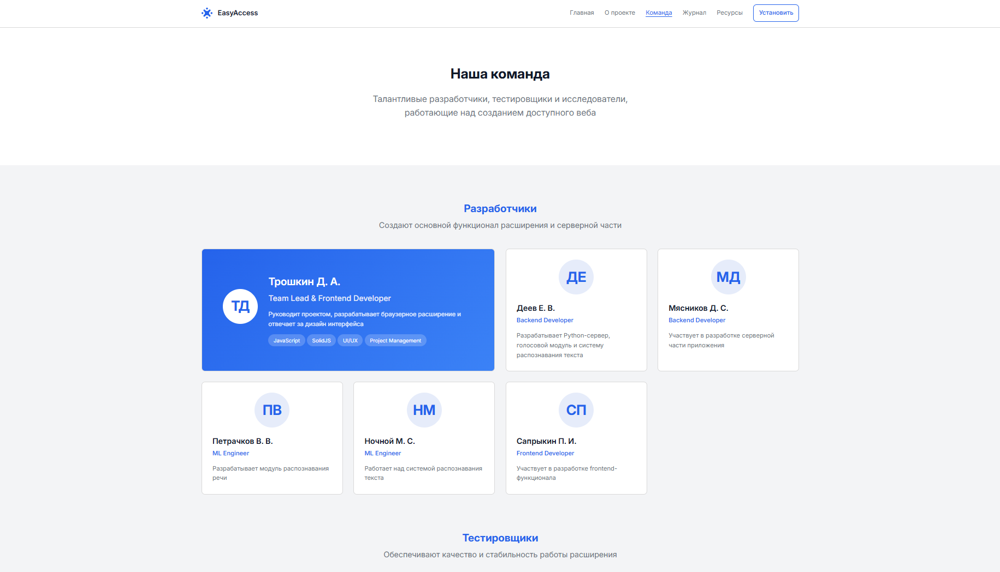 EasyAccess
Главная
О проекте
Команда
Журнал
Ресурсы
Установить
Наша команда
Талантливые разработчики, тестировщики и исследователи,
работающие над созданием доступного веба
Разработчики
Создают основной функционал расширения и серверной части
ТД
Трошкин Д. А.
Team Lead & Frontend Developer
Руководит проектом, разрабатывает браузерное расширение и
отвечает за дизайн интерфейса
JavaScript
SolidJS
UI/UX
Project Management
ДЕ
Деев Е. В.
Backend Developer
Разрабатывает Python-сервер,
голосовой модуль и систему
распознавания текста
МД
Мясников Д. С.
Backend Developer
Участвует в разработке серверной
части приложения
ПВ
Петрачков В. В.
ML Engineer
Разрабатывает модуль распознавания
речи
НМ
Ночной М. С.
ML Engineer
Работает над системой распознавания
текста
СП
Сапрыкин П. И.
Frontend Developer
Участвует в разработке frontend-
функционала
Тестировщики
Обеспечивают качество и стабильность работы расширения